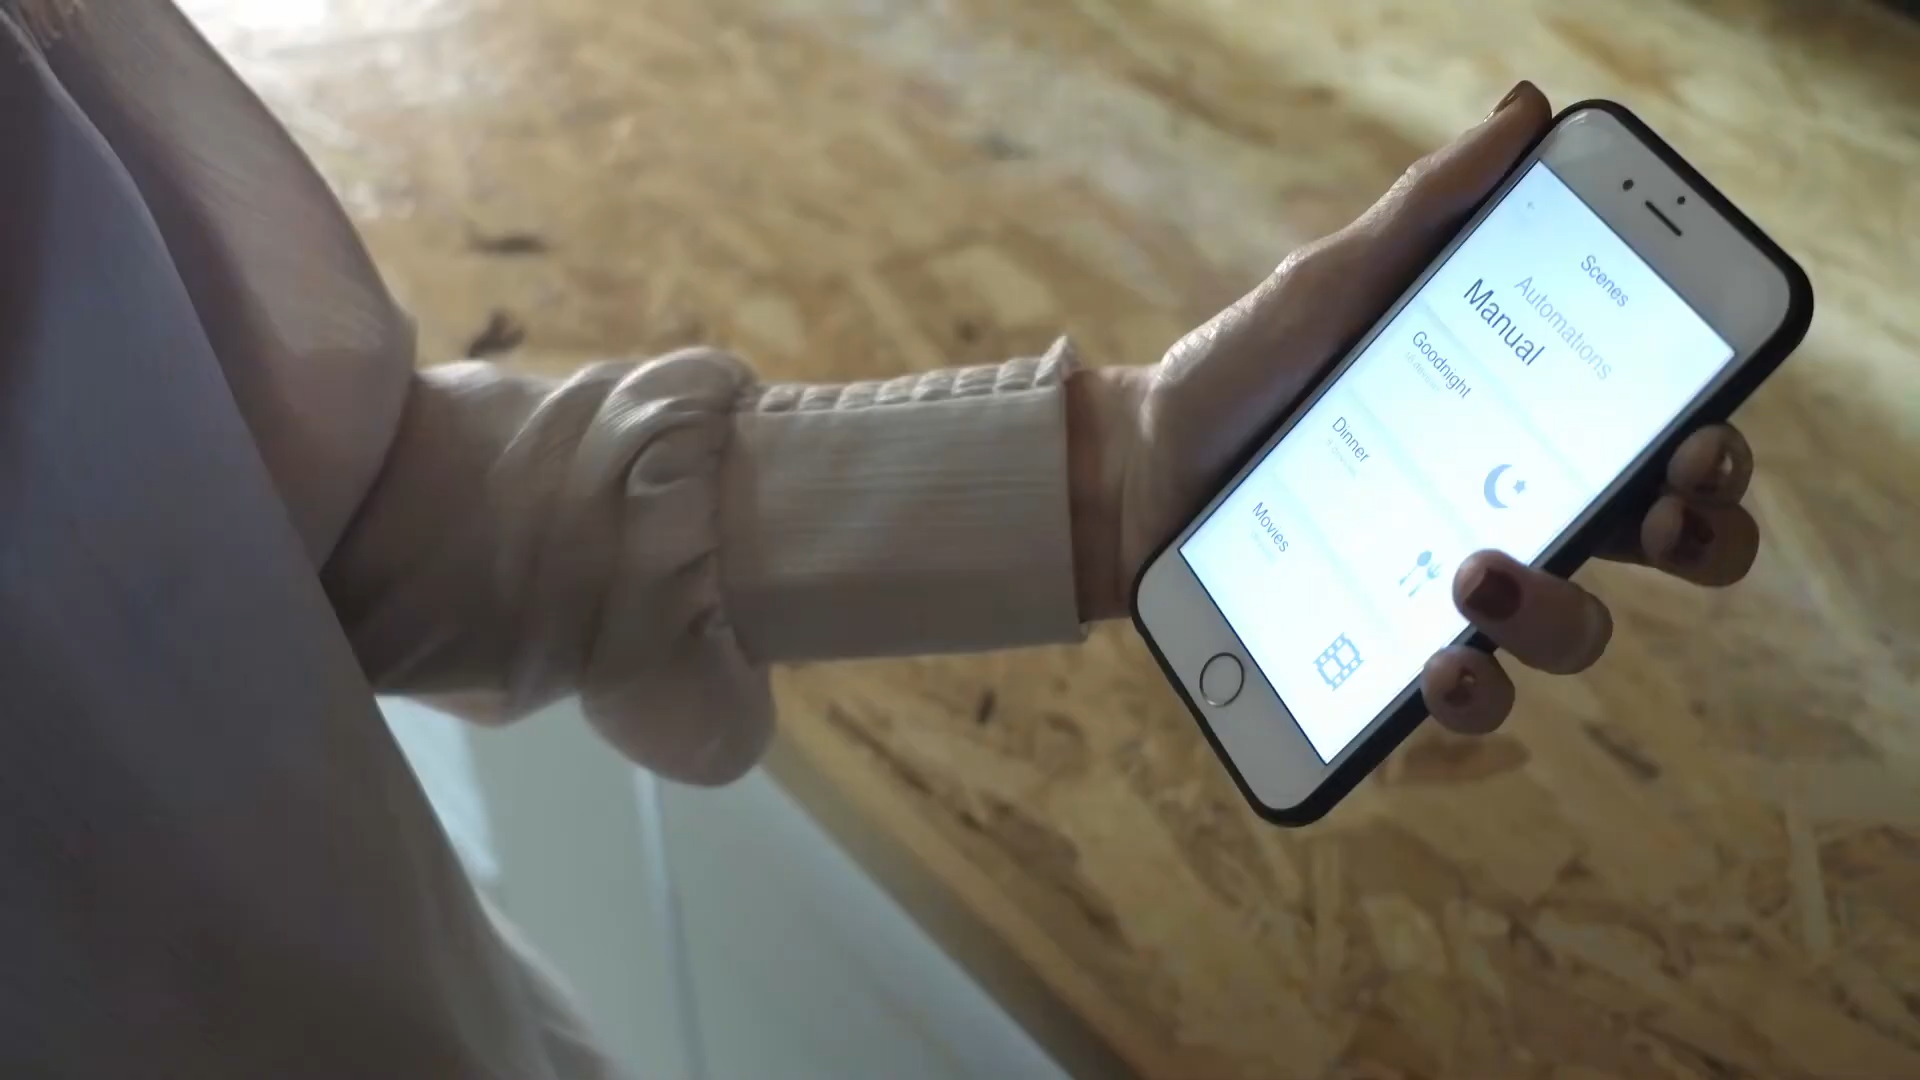 Scenes
Automations
Manual
Goodnight
Dinner
Movies